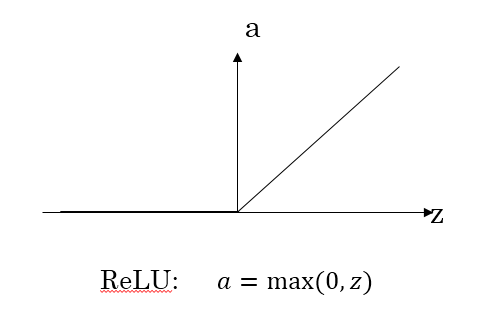 a
z
ReLU: a = max(0, z)